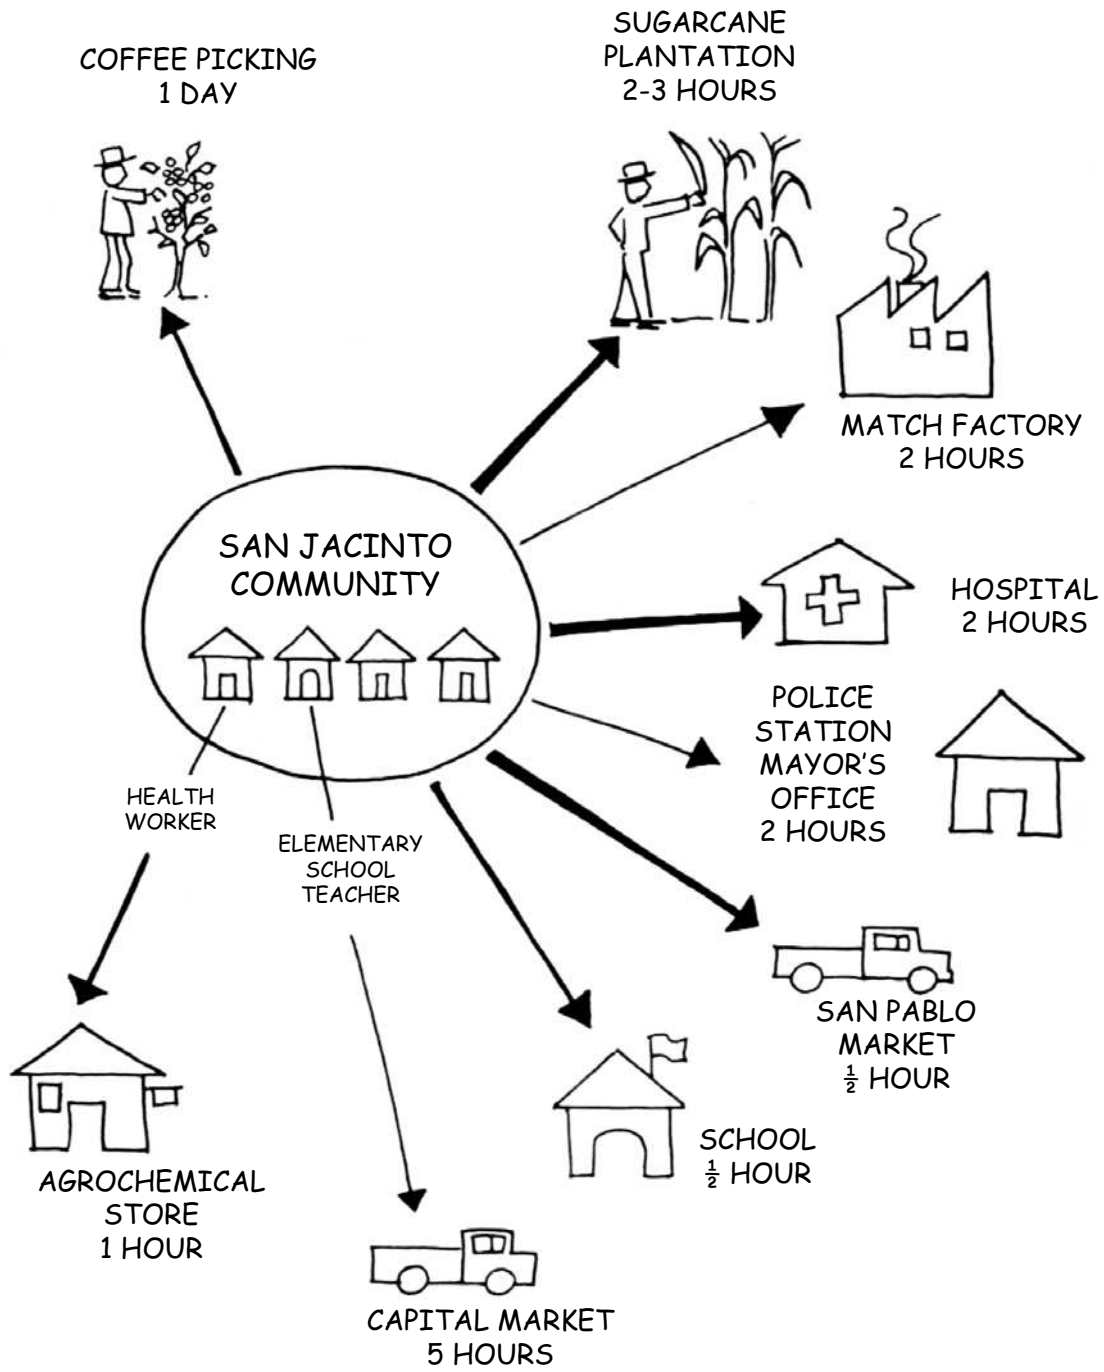 COFFEE PICKING
1 DAY
SUGARCANE
PLANTATION
2-3 HOURS
MATCH FACTORY
2 HOURS
SAN JACINTO
COMMUNITY
HOSPITAL
2 HOURS
POLICE
STATION
MAYOR'S
OFFICE
2 HOURS
HEALTH
WORKER
ELEMENTARY
SCHOOL
TEACHER
SAN PABLO
MARKET
½ HOUR
SCHOOL
½ HOUR
AGROCHEMICAL
STORE
1 HOUR
CAPITAL MARKET
5 HOURS